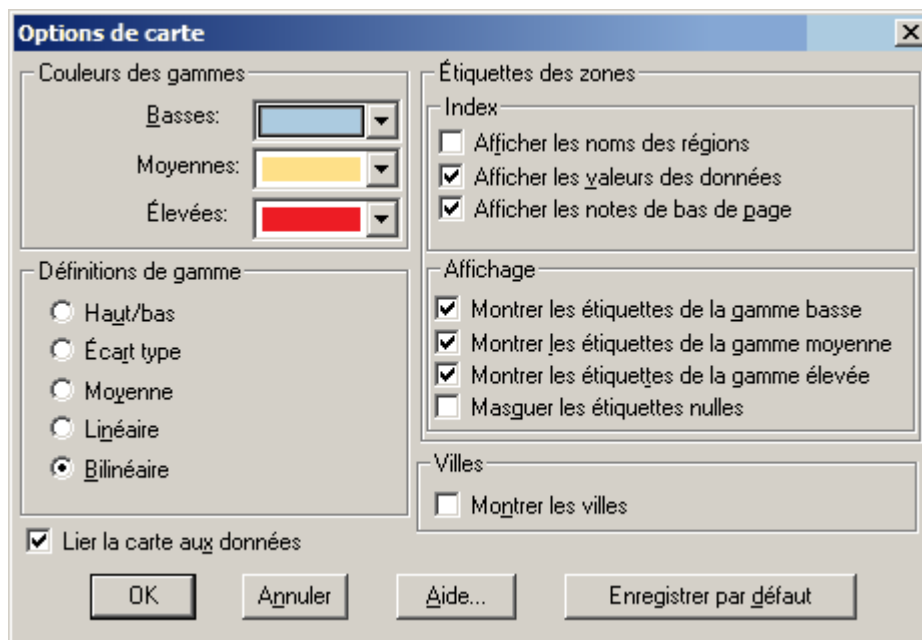 Options de carte
Couleurs des gammes
Basses:
Moyennes:
Élevées:
Définitions de gamme
Haut/bas
Écart type
Moyenne
Linéaire
Bilinéaire
Étiquettes des zones
Index
Afficher les noms des régions
Afficher les valeurs des données
Afficher les notes de bas de page
Affichage
Montrer les étiquettes de la gamme basse
Montrer les étiquettes de la gamme moyenne
Montrer les étiquettes de la gamme élevée
Masquer les étiquettes nulles
Villes
Montrer les villes
Lier la carte aux données
OK
Annuler
Aide...
Enregistrer par défaut